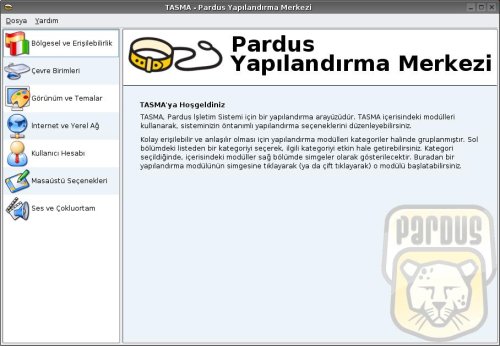 TASMA - Pardus Yapılandırma Merkezi
Dosya Yardım
Bölgesel ve Erişilebilirlik
Çevre Birimleri
Görünüm ve Temalar
İnternet ve Yerel Ağ
Kullanıcı Hesabı
Masaüstü Seçenekleri
Ses ve Çokluortam
Pardus
Yapılandırma Merkezi
TASMA'ya Hoşgeldiniz
TASMA, Pardus İşletim Sistemi için bir yapılandırma arayüzüdür. TASMA içerisindeki modülleri
kullanarak, sisteminizin öntanımlı yapılandırma seçeneklerini düzenleyebilirsiniz.
Kolay erişilebilir ve anlaşılır olması için yapılandırma modülleri kategoriler halinde gruplanmıştır. Sol
bölümdeki listeden bir kategoriyi seçerek, ilgili kategoriyi etkin hale getirebilirsiniz. Kategori
seçildiğinde, içerisindeki modüller sağ bölümde simgeler olarak gösterilecektir. Buradan bir
yapılandırma modülünün simgesine tıklayarak (ya da çift tıklayarak) o modülü başlatabilirsiniz.
PARDUS